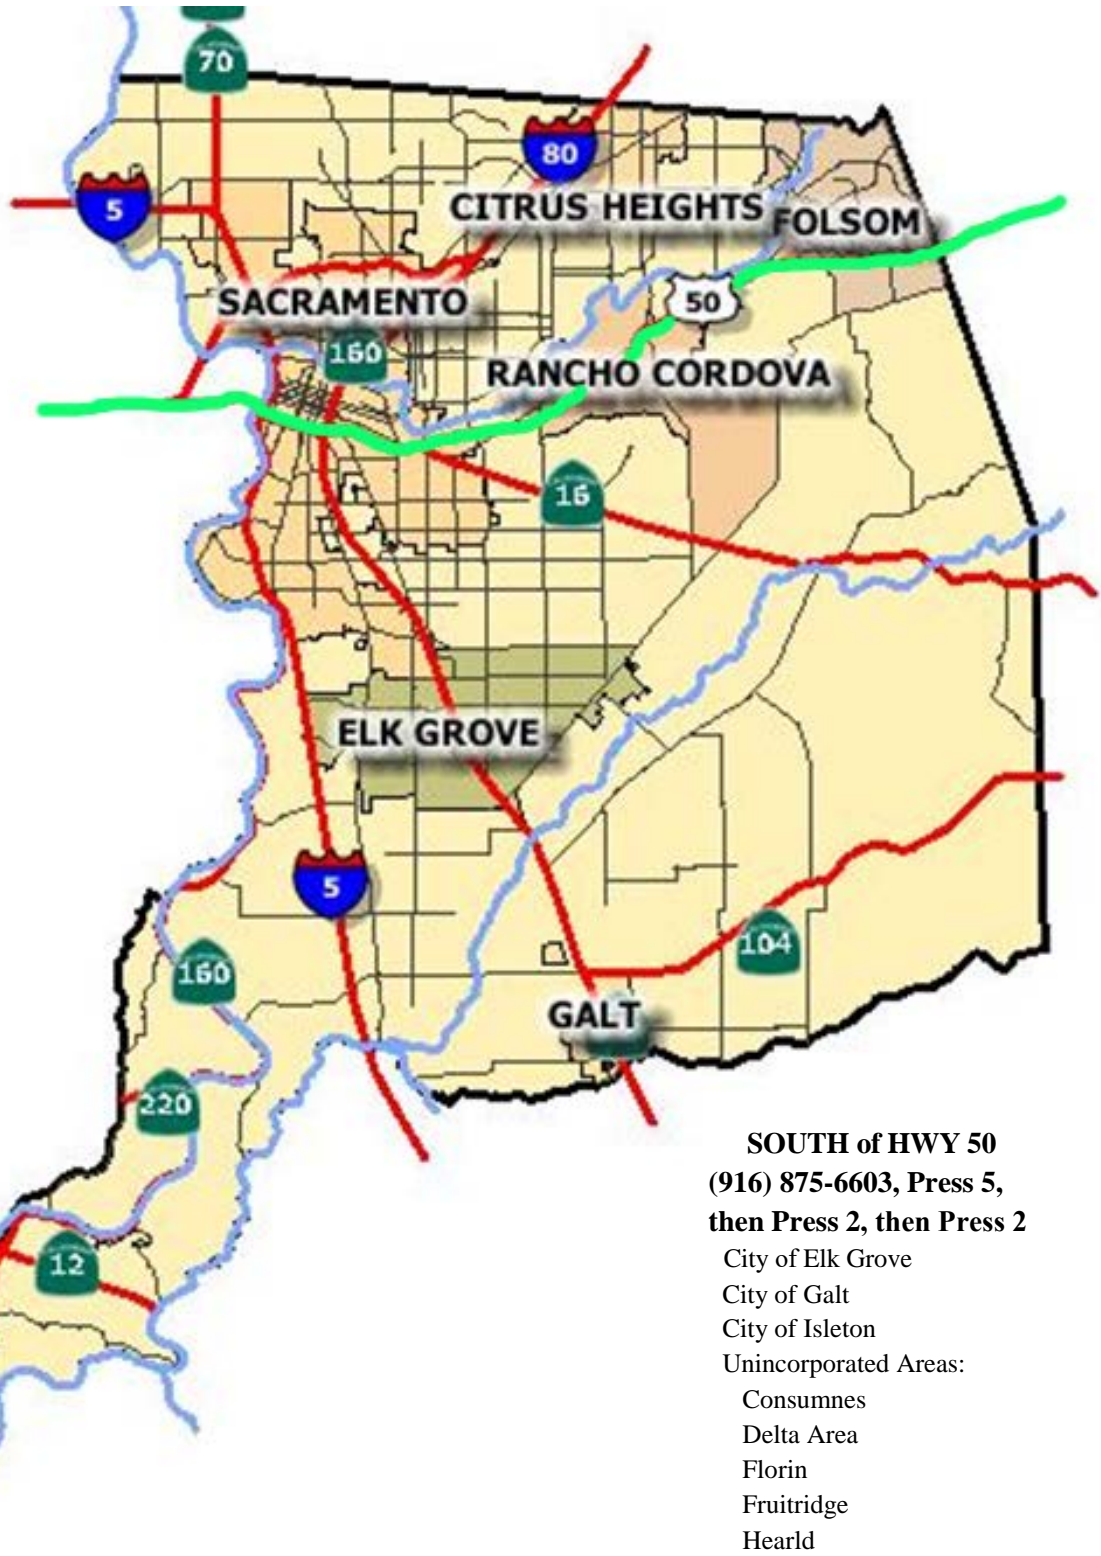 70
80
5
CITRUS HEIGHTS
FOLSOM
SACRAMENTO
50
160
RANCHO CORDOVA
16
ELK GROVE
5
104
160
GALT
220
12
SOUTH of HWY 50
(916) 875-6603, Press 5,
then Press 2, then Press 2
City of Elk Grove
City of Galt
City of Isleton
Unincorporated Areas:
Consumnes
Delta Area
Florin
Fruitridge
Hearld